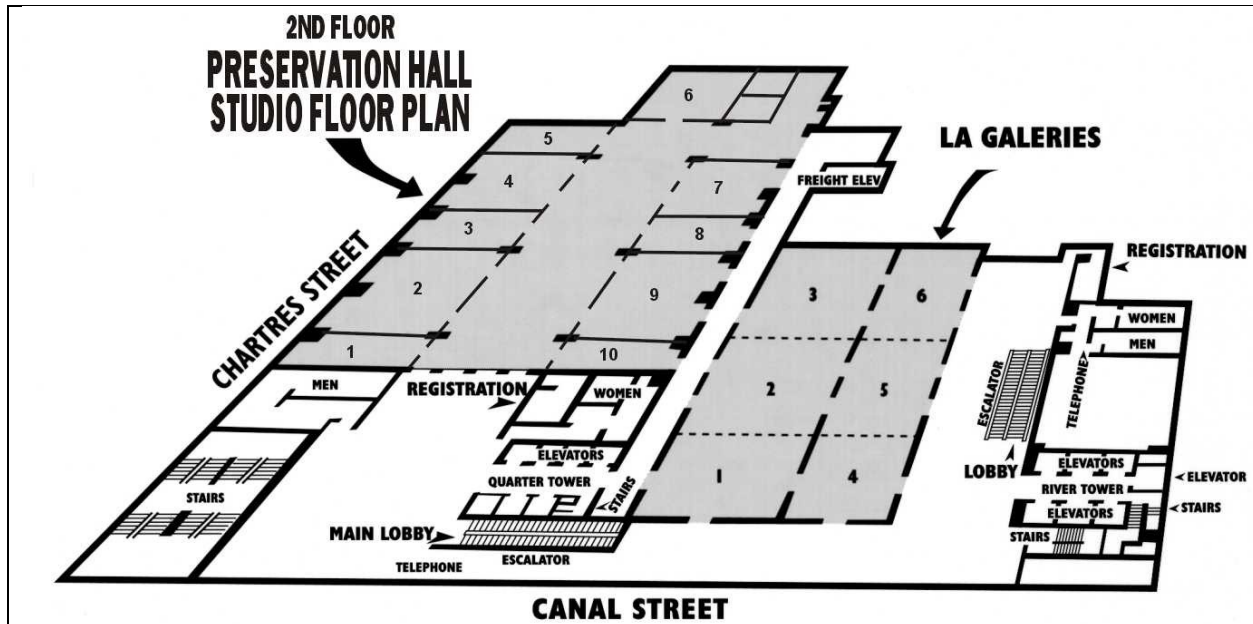 2ND FLOOR
PRESERVATION HALL
STUDIO FLOOR PLAN
LA GALERIES
6
5
4
3
2
1
7
8
9
10
FREIGHT ELEV
CHARTRES STREET
REGISTRATION
3
6
2
5
1
4
WOMEN
MEN
TELEPHONE
ESCALATOR
LOBBY
ELEVATORS
RIVER TOWER
ELEVATORS
STAIRS
ELEVATOR
STAIRS
MEN
REGISTRATION
WOMEN
ELEVATORS
QUARTER TOWER
STAIRS
STAIRS
MAIN LOBBY
ESCALATOR
TELEPHONE
CANAL STREET